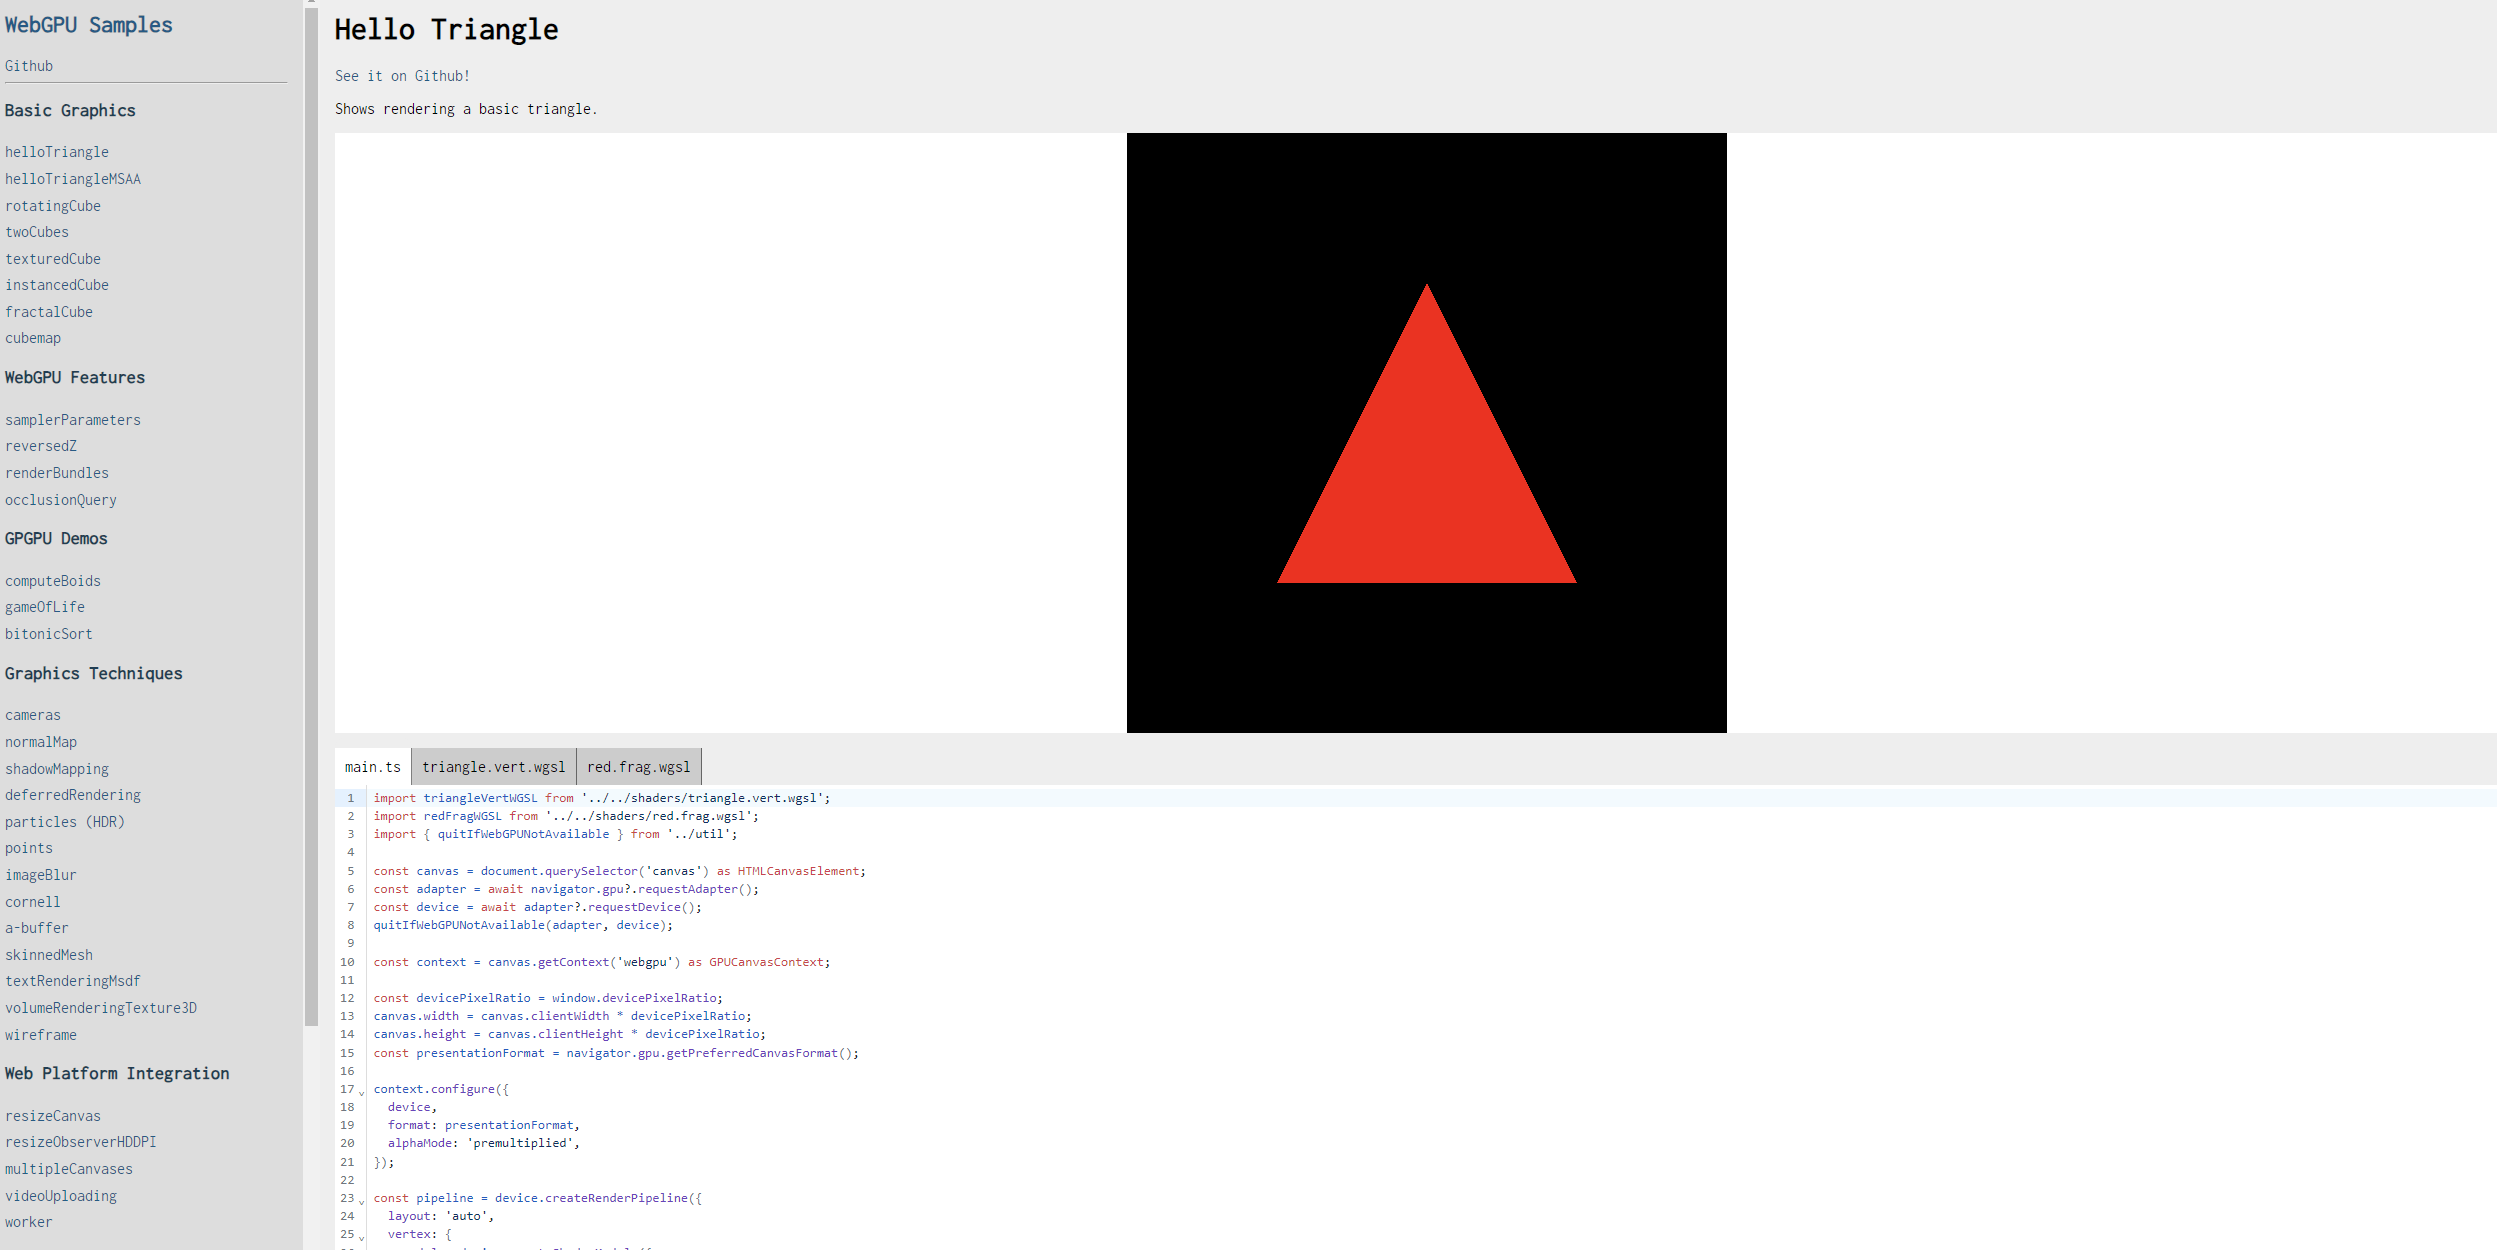 WebGPU Samples
Github
Basic Graphics
helloTriangle
helloTriangleMSAA
rotatingCube
twoCubes
texturedCube
instancedCube
fractalCube
cubemap
WebGPU Features
samplerParameters
reversedZ
renderBundles
occlusionQuery
GPGPU Demos
computeBoids
gameOfLife
bitonicSort
Graphics Techniques
cameras
normalMap
shadowMapping
deferredRendering
particles (HDR)
points
imageBlur
cornell
a-buffer
skinnedMesh
textRenderingMsdf
volumeRenderingTexture3D
wireframe
Web Platform Integration
resizeCanvas
resizeObserverHDDPI
multipleCanvases
videoUploading
worker
Hello Triangle
See it on Github!
Shows rendering a basic triangle.
main.ts triangle.vert.wgsl red.frag.wgsl
1 import triangleVertWGSL from '../../shaders/triangle.vert.wgsl';
2 import redFragWGSL from '../../shaders/red.frag.wgsl';
3 import { quitIfWebGPUNotAvailable } from '../util';
4
5 const canvas = document.querySelector('canvas') as HTMLCanvasElement;
6 const adapter = await navigator.gpu?.requestAdapter();
7 const device = await adapter?.requestDevice();
8 quitIfWebGPUNotAvailable(adapter, device);
9
10 const context = canvas.getContext('webgpu') as GPUCanvasContext;
11
12 const devicePixelRatio = window.devicePixelRatio;
13 canvas.width = canvas.clientWidth * devicePixelRatio;
14 canvas.height = canvas.clientHeight * devicePixelRatio;
15 const presentationFormat = navigator.gpu.getPreferredCanvasFormat();
16
17 context.configure({
18 device,
19 format: presentationFormat,
20 alphaMode: 'premultiplied',
21 });
22
23 const pipeline = device.createRenderPipeline({
24 layout: 'auto',
25 vertex: {